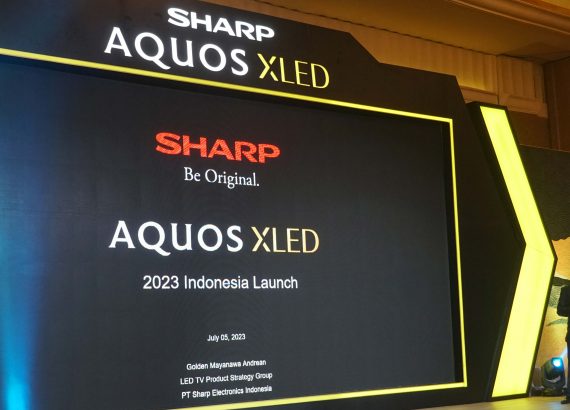 SHARP
AQUOS XLED
SHARP
Be Original.
AQUOS XLED
2023 Indonesia Launch
July 05, 2023
Golden Mayanawa Andrean
LED TV Product Strategy Group
PT Sharp Electronics Indonesia